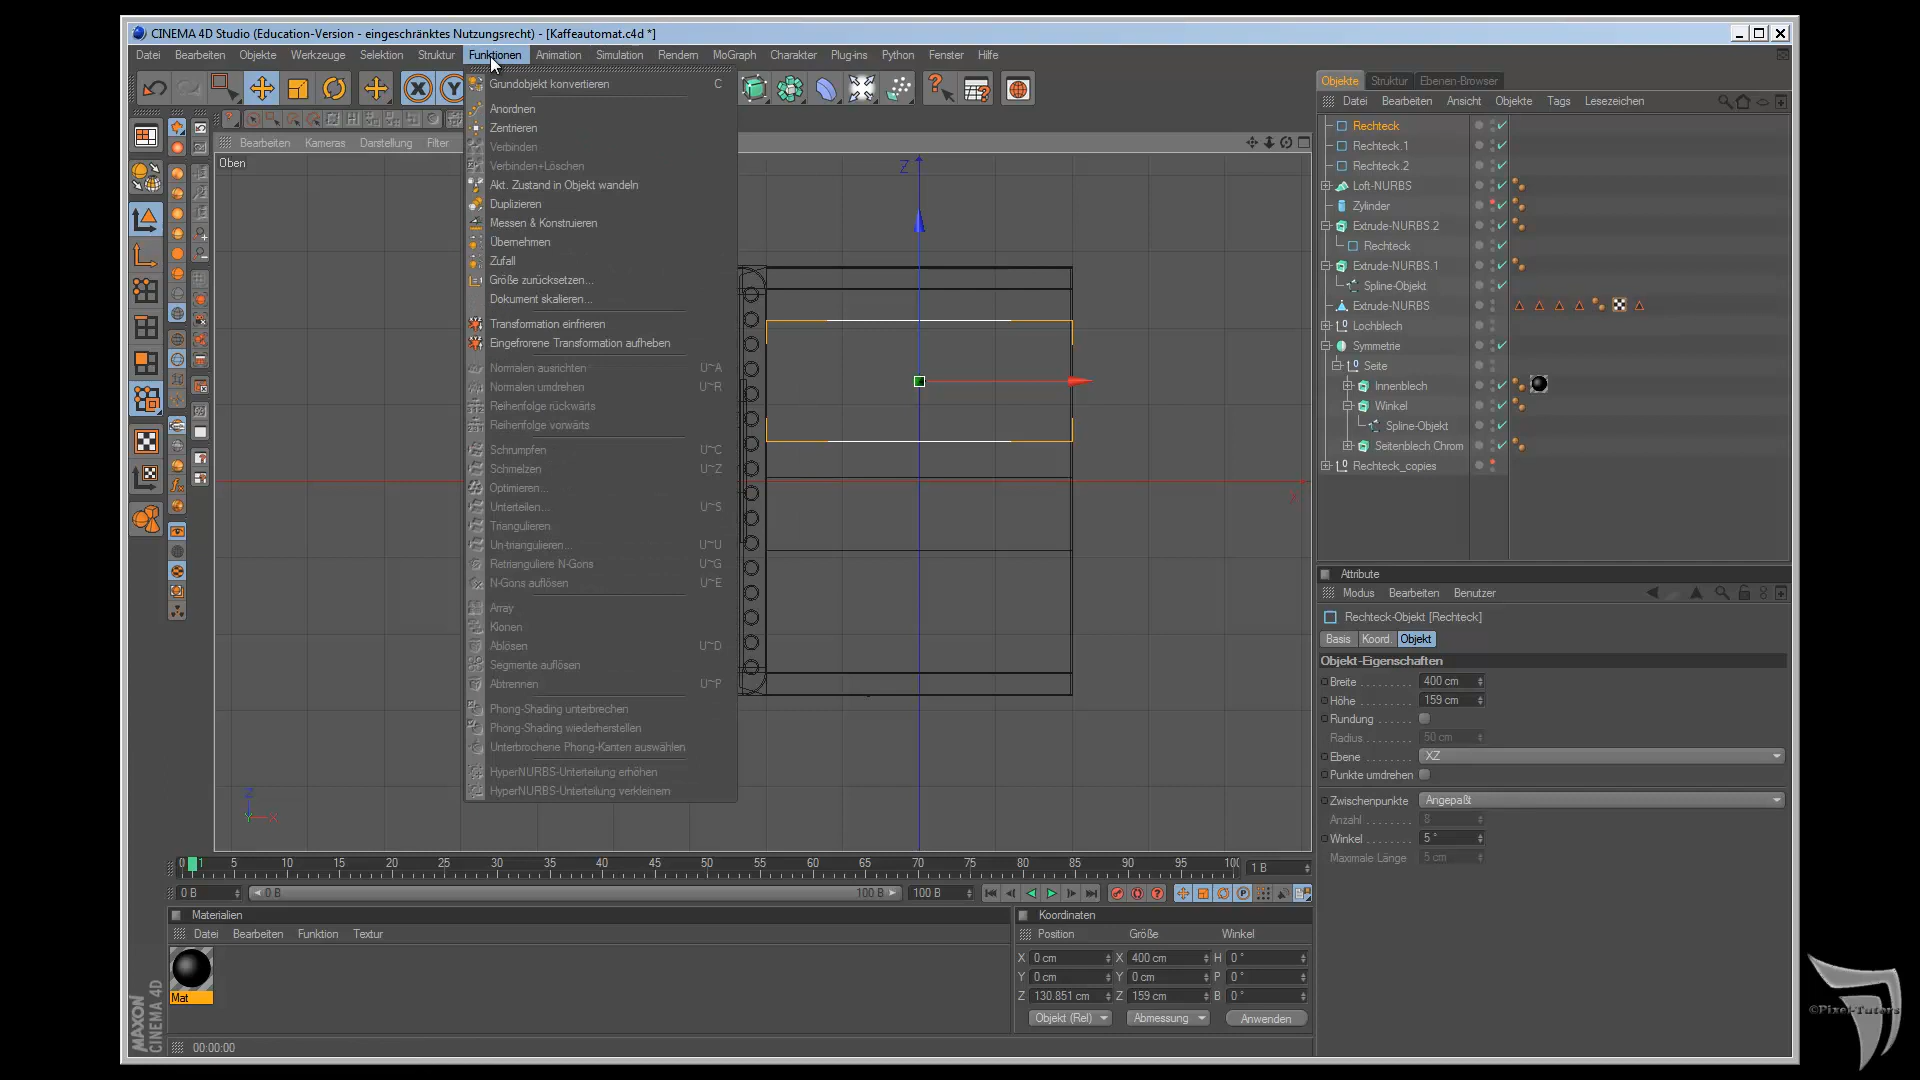 CINEMA 4D Studio (Education-Version - eingeschränktes Nutzungsrecht) - [Kaffeautomat.c4d *]
Datei Bearbeiten Objekte Werkzeuge Selektion Struktur Funktionen Animation Simulation Rendern MoGraph Charakter Plug-ins Python Fenster Hilfe
Bearbeiten Kameras Darstellung Filter
Oben
Grundobjekt konvertieren C
Anordnen
Zentrieren
Verbinden
Verbinden+Löschen
Akt. Zustand in Objekt wandeln
Duplizieren
Messen & Konstruieren
Übernehmen
Zufall
Größe zurücksetzen...
Dokument skalieren...
Transformation einfrieren
Eingefrorene Transformation aufheben
Normalen ausrichten U~A
Normalen umdrehen U~R
Reihenfolge rückwärts
Reihenfolge vorwärts
Schrumpfen U~C
Schmelzen U~Z
Optimieren...
Unterteilen... U~S
Triangulieren
Un-triangulieren... U~U
Retrianguliere N-Gons U~G
N-Gons auflösen U~E
Array
Klonen
Ablösen U~D
Segmente auflösen
Abtrennen U~P
Phong-Shading unterbrechen
Phong-Shading wiederherstellen
Unterbrochene Phong-Kanten auswählen
HyperNURBS-Unterteilung erhöhen
HyperNURBS-Unterteilung verkleinern
Z
X
Z
Y X
Objekte Struktur Ebenen-Browser
Datei Bearbeiten Ansicht Objekte Tags Lesezeichen
Rechteck
Rechteck.1
Rechteck.2
Loft-NURBS
Zylinder
Extrude-NURBS.2
Rechteck
Extrude-NURBS.1
Spline-Objekt
Extrude-NURBS
Lochblech
Symmetrie
Seite
Innenblech
Winkel
Spline-Objekt
Seitenblech Chrom
Rechteck_copies
Attribute
Modus Bearbeiten Benutzer
Rechteck-Objekt [Rechteck]
Basis Koord. Objekt
Objekt-Eigenschaften
Breite 400 cm
Höhe 159 cm
Rundung
Radius 50 cm
Ebene XZ
Punkte umdrehen
Zwischenpunkte Angepaßt
Anzahl 8
Winkel 5 °
Maximale Länge 5 cm
0 1 5 10 15 20 25 30 35 40 45 50 55 60 65 70 75 80 85 90 95 100 1 B
0 B 0 B 100 B 100 B
Materialien
Datei Bearbeiten Funktion Textur
Mat
Koordinaten
Position Größe Winkel
X 0 cm X 400 cm H 0 °
Y 0 cm Y 0 cm P 0 °
Z 130.851 cm Z 159 cm B 0 °
Objekt (Rel) Abmessung Anwenden
00:00:00
MAXON CINEMA 4D
©Pixel-Tutors